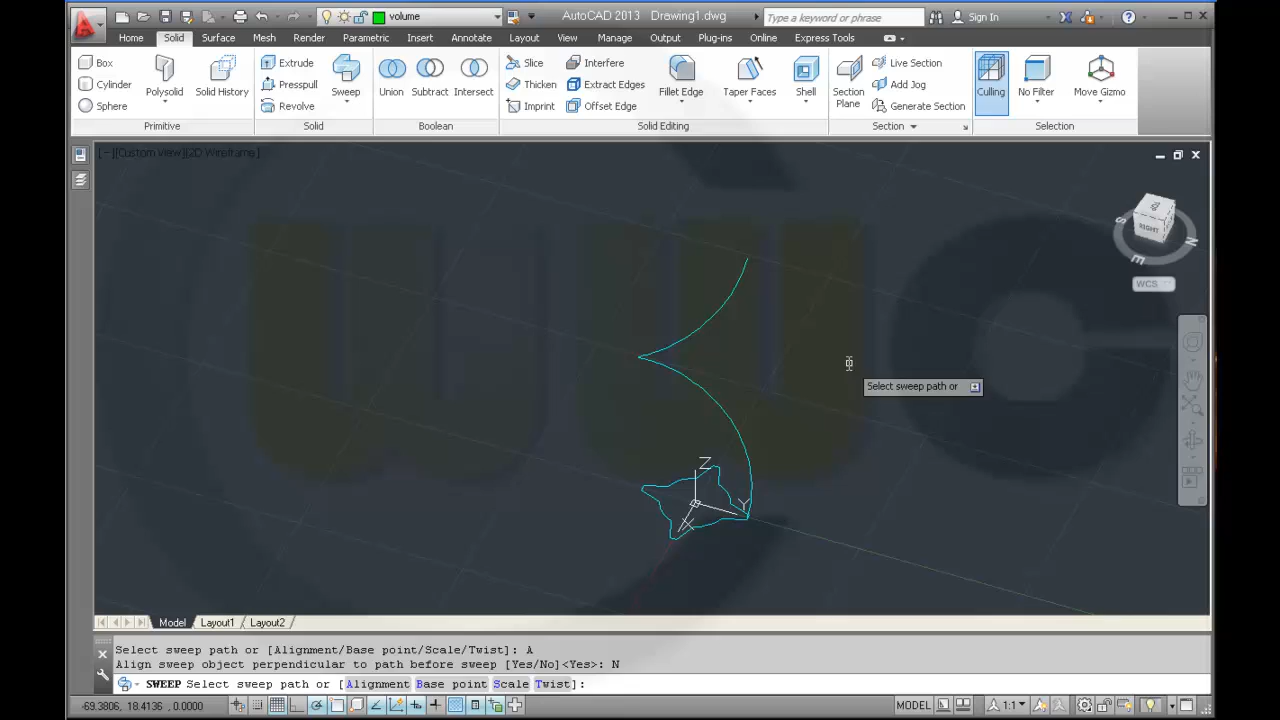 volume
AutoCAD 2013 Drawing1.dwg
Type a keyword or phrase
Sign In
Home Solid Surface Mesh Render Parametric Insert Annotate Layout View Manage Output Plug-ins Online Express Tools
Box
Cylinder
Sphere
Polysolid
Solid History
Primitive
Extrude
Presspull
Revolve
Sweep
Solid
Union
Subtract
Intersect
Boolean
Slice
Thicken
Imprint
Interfere
Extract Edges
Offset Edge
Fillet Edge
Taper Faces
Shell
Solid Editing
Section
Plane
Live Section
Add Jog
Generate Section
Section
Culling
No Filter
Move Gizmo
Selection
[−][Custom view][2D Wireframe]
TOP
RIGHT
S
N
E
WCS
Select sweep path or
Z
Y
X
Model Layout1 Layout2
Select sweep path or [Alignment/Base point/Scale/Twist]: A
Align sweep object perpendicular to path before sweep [Yes/No]<Yes>: N
SWEEP Select sweep path or [Alignment Base point Scale Twist]:
-69.3806, 18.4136, 0.0000
MODEL
1:1